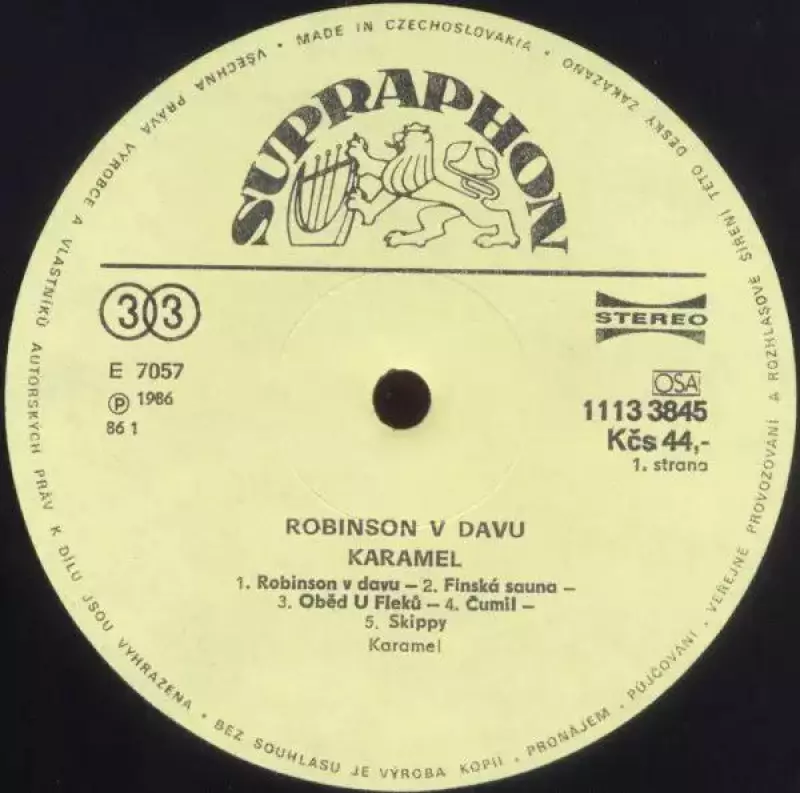 MADE IN CZECHOSLOVAKIA
SUPRAPHON
33
STEREO
E 7057
Ⓟ 1986
86 1
OSA
1113 3845
Kčs 44,-
1. strana
ROBINSON V DAVU
KARAMEL
1. Robinson v davu – 2. Finská sauna –
3. Oběd U Fleků – 4. Čumil –
5. Skippy
Karamel
VŠECHNA PRÁVA VÝROBCE A VLASTNÍKŮ AUTORSKÝCH PRÁV K DÍLU JSOU VYHRAZENA • BEZ SOUHLASU JE VÝROBA KOPIÍ • PRONÁJEM • PŮJČOVÁNÍ • VEŘEJNÉ PROVOZOVÁNÍ A ROZHLASOVÉ ŠÍŘENÍ TÉTO DESKY ZAKÁZÁNO •